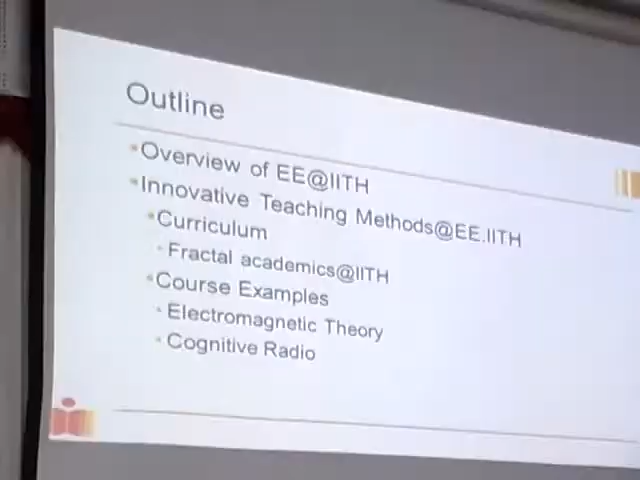 Outline
Overview of EE@IITH
Innovative Teaching Methods@EE.IITH
Curriculum
Fractal academics@IITH
Course Examples
Electromagnetic Theory
Cognitive Radio